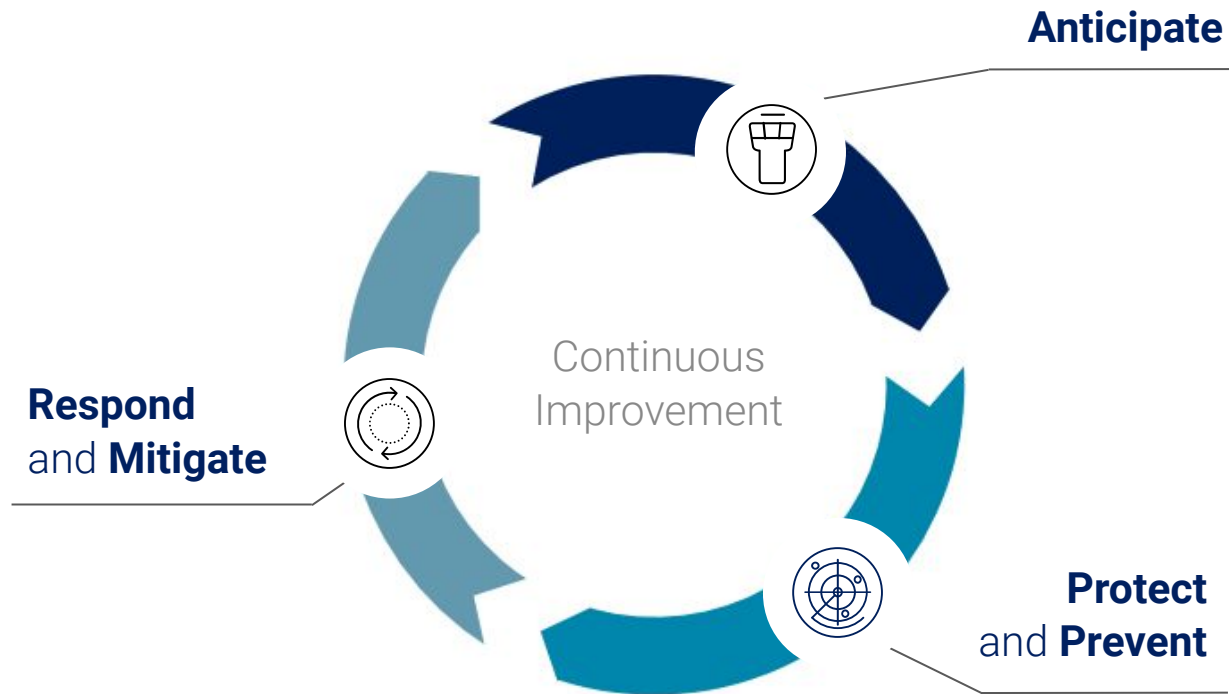 Anticipate
Continuous
Improvement
Respond
and Mitigate
Protect
and Prevent